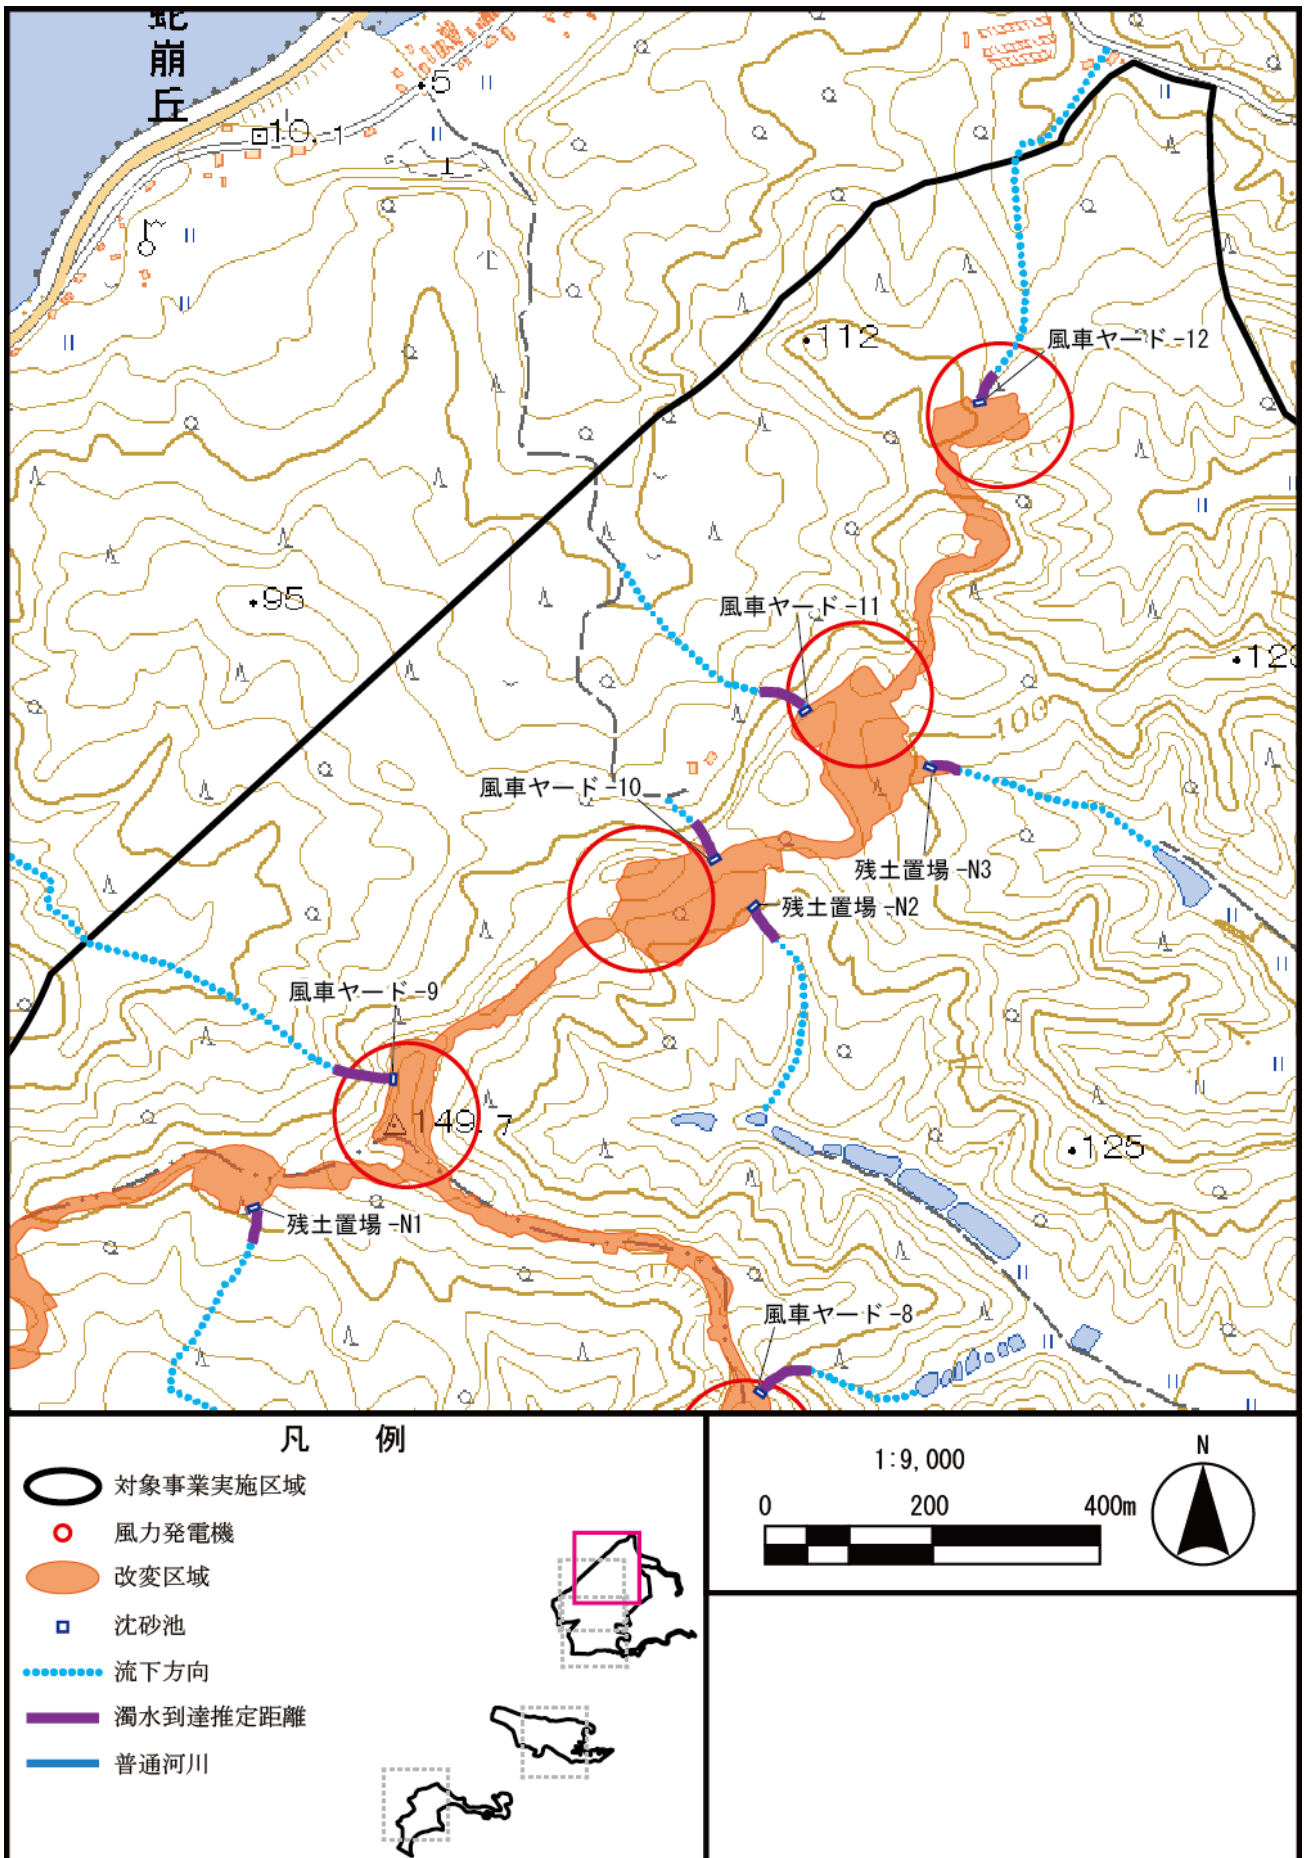 蛇崩丘
5
10.1
112
風車ヤード-12
95
風車ヤード-11
123
100
風車ヤード-10
残土置場-N3
残土置場-N2
風車ヤード-9
149.7
125
残土置場-N1
風車ヤード-8
凡 例
対象事業実施区域
風力発電機
改変区域
沈砂池
流下方向
濁水到達推定距離
普通河川
1:9,000
0 200 400m
N